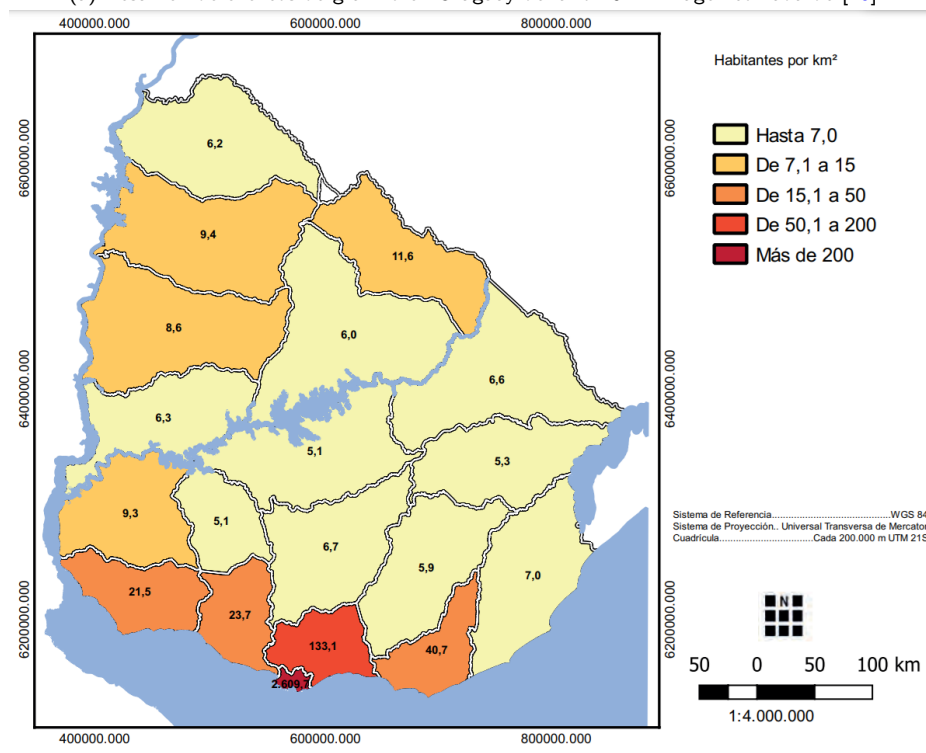 400000.000 600000.000 800000.000
Habitantes por km²
Hasta 7,0
De 7,1 a 15
De 15,1 a 50
De 50,1 a 200
Más de 200
6600000.000
6400000.000
6200000.000
6600000.000
6400000.000
6200000.000
6,2
9,4
11,6
8,6
6,0
6,6
6,3
5,1
5,3
9,3
5,1
6,7
5,9
7,0
21,5
23,7
133,1
40,7
2.609,7
Sistema de Referencia.................................................WGS 84
Sistema de Proyección.. Universal Transversa de Mercator
Cuadrícula......................................Cada 200.000 m UTM 21S
N
50 0 50 100 km
1:4.000.000
400000.000 600000.000 800000.000